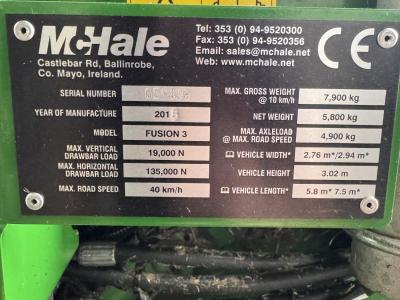 McHale
Castlebar Rd, Ballinrobe,
Co. Mayo, Ireland.
Tel: 353 (0) 94-9520300
Fax: 353 (0) 94-9520356
Email: sales@mchale.net
Web: www.mchale.net
CE
SERIAL NUMBER
YEAR OF MANUFACTURE
MODEL FUSION 3
MAX. VERTICAL
DRAWBAR LOAD 19,000 N
MAX. HORIZONTAL
DRAWBAR LOAD 135,000 N
MAX. ROAD SPEED 40 km/h
MAX. GROSS WEIGHT
@ 10 km/h 7,900 kg
NET WEIGHT 5,800 kg
MAX. AXLELOAD
@ MAX. ROAD SPEED 4,900 kg
VEHICLE WIDTH* 2.76 m*/2.94 m*
VEHICLE HEIGHT 3.02 m
VEHICLE LENGTH* 5.8 m* 7.5 m*